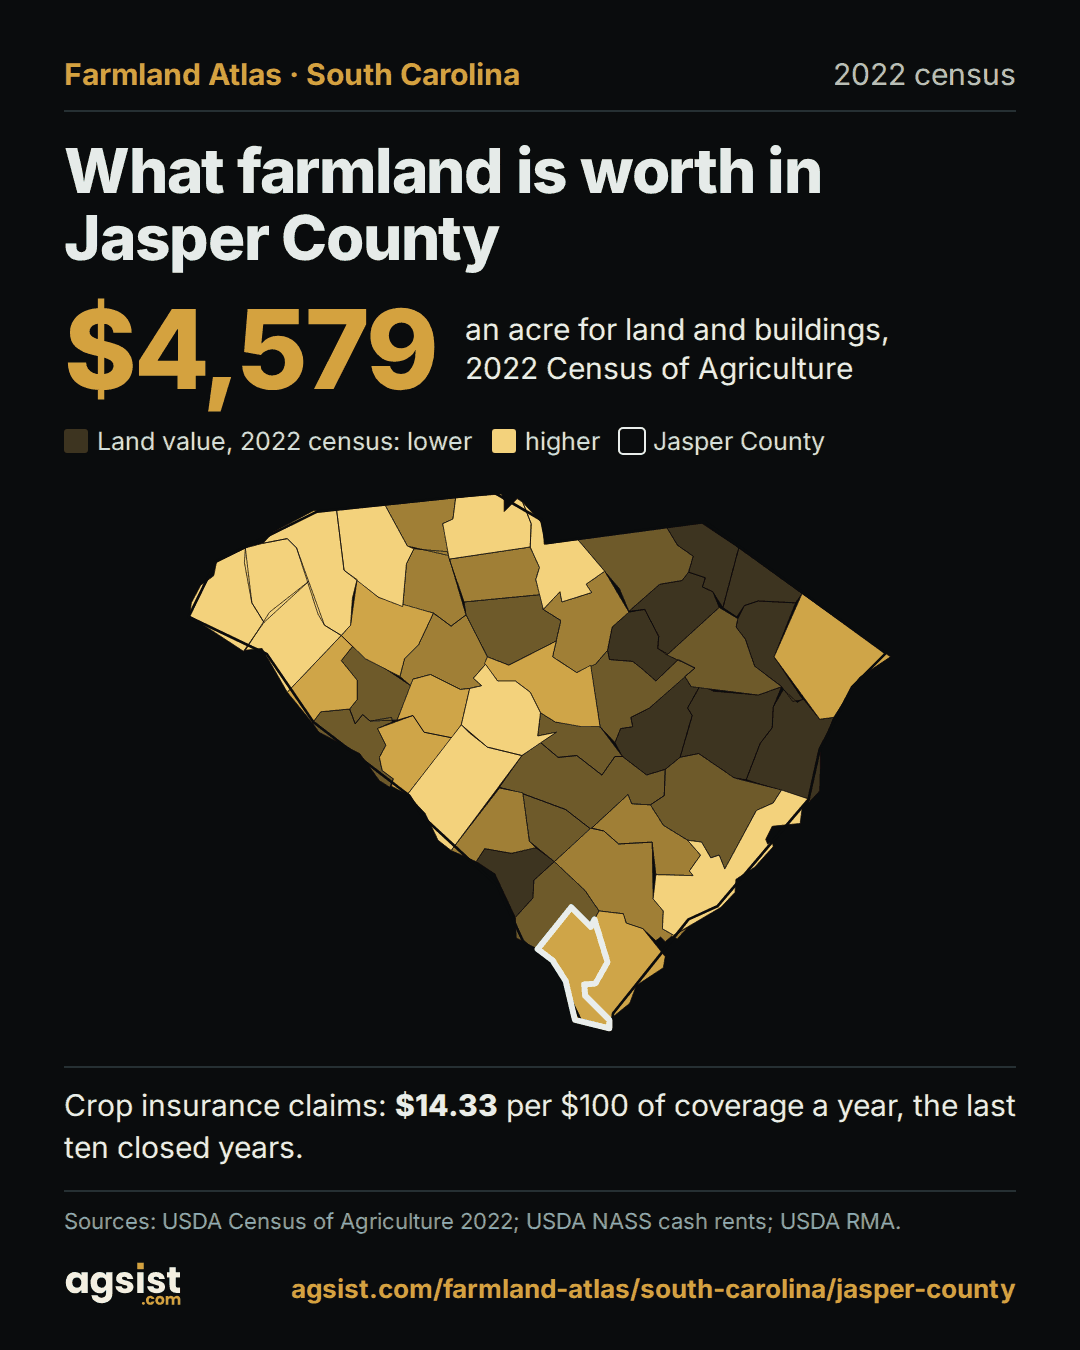 Farmland Atlas · South Carolina
2022 census
What farmland is worth in
Jasper County
$4,579
an acre for land and buildings,
2022 Census of Agriculture
Land value, 2022 census: lower
higher
Jasper County
Crop insurance claims: $14.33 per $100 of coverage a year, the last
ten closed years.
Sources: USDA Census of Agriculture 2022; USDA NASS cash rents; USDA RMA.
agsist
.com
agsist.com/farmland-atlas/south-carolina/jasper-county